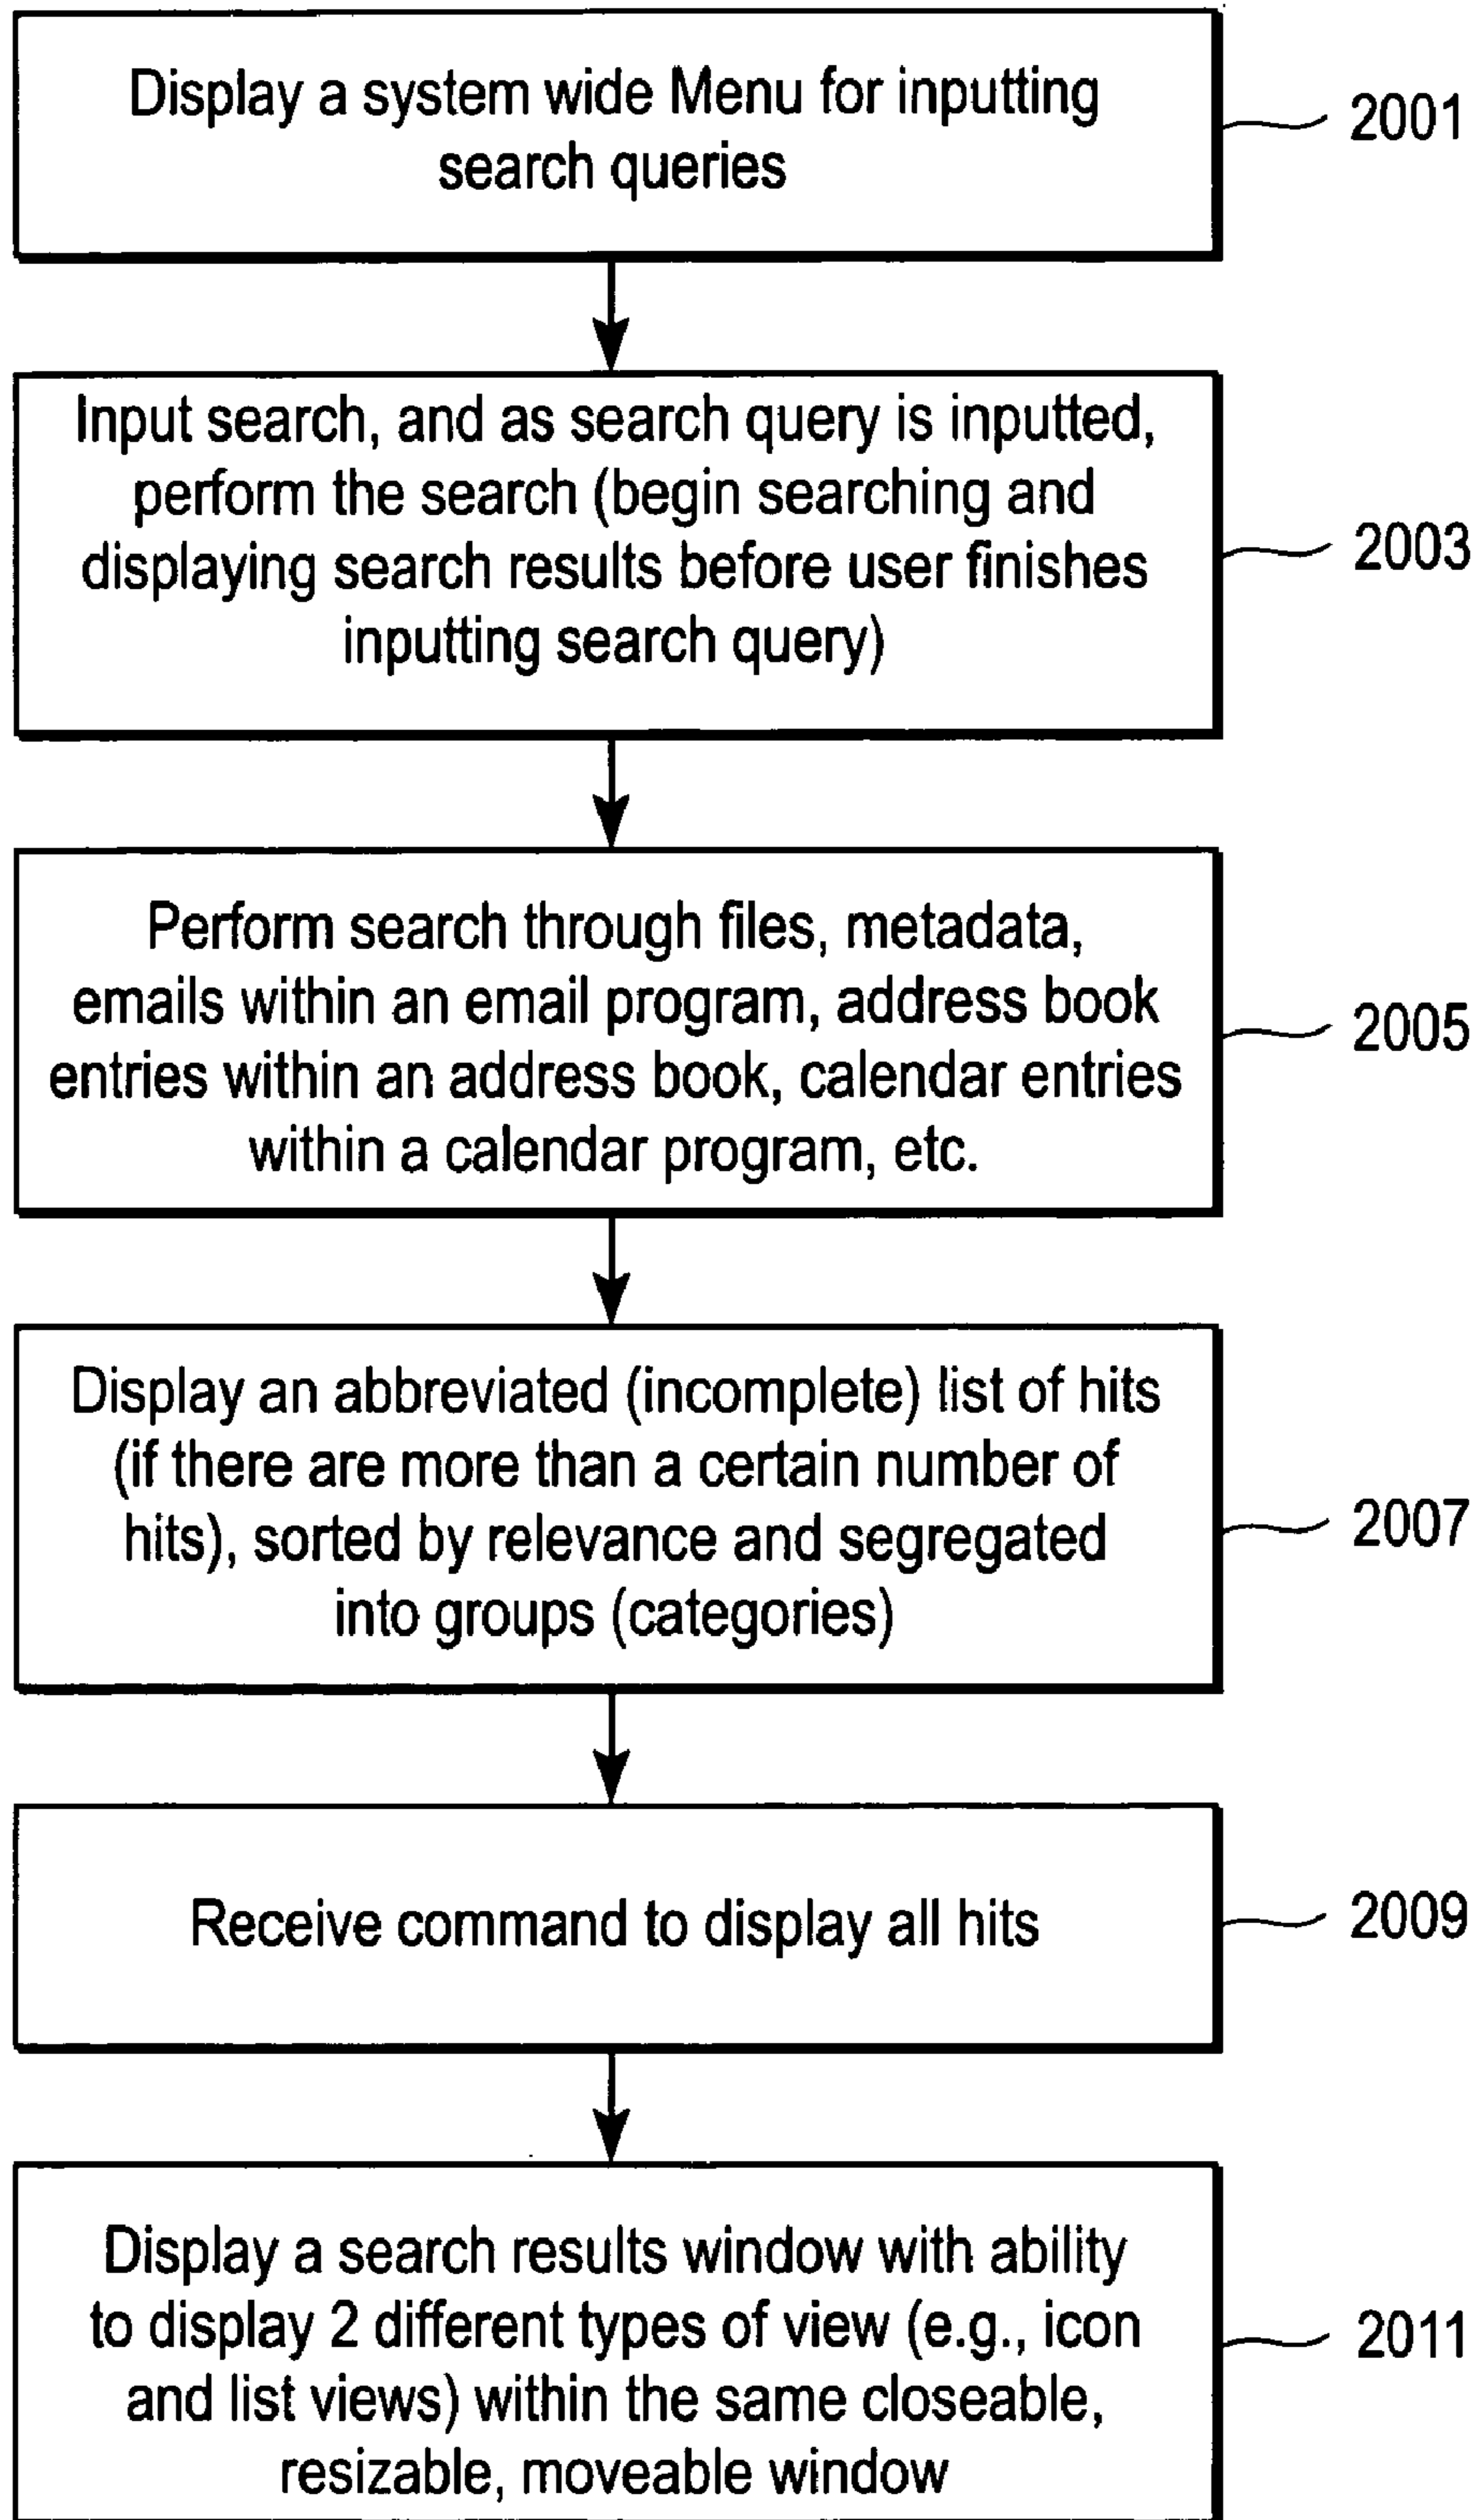 Display a system wide Menu for inputting
search queries
2001
Input search, and as search query is inputted,
perform the search (begin searching and
displaying search results before user finishes
inputting search query)
2003
Perform search through files, metadata,
emails within an email program, address book
entries within an address book, calendar entries
within a calendar program, etc.
2005
Display an abbreviated (incomplete) list of hits
(if there are more than a certain number of
hits), sorted by relevance and segregated
into groups (categories)
2007
Receive command to display all hits
2009
Display a search results window with ability
to display 2 different types of view (e.g., icon
and list views) within the same closeable,
resizable, moveable window
2011